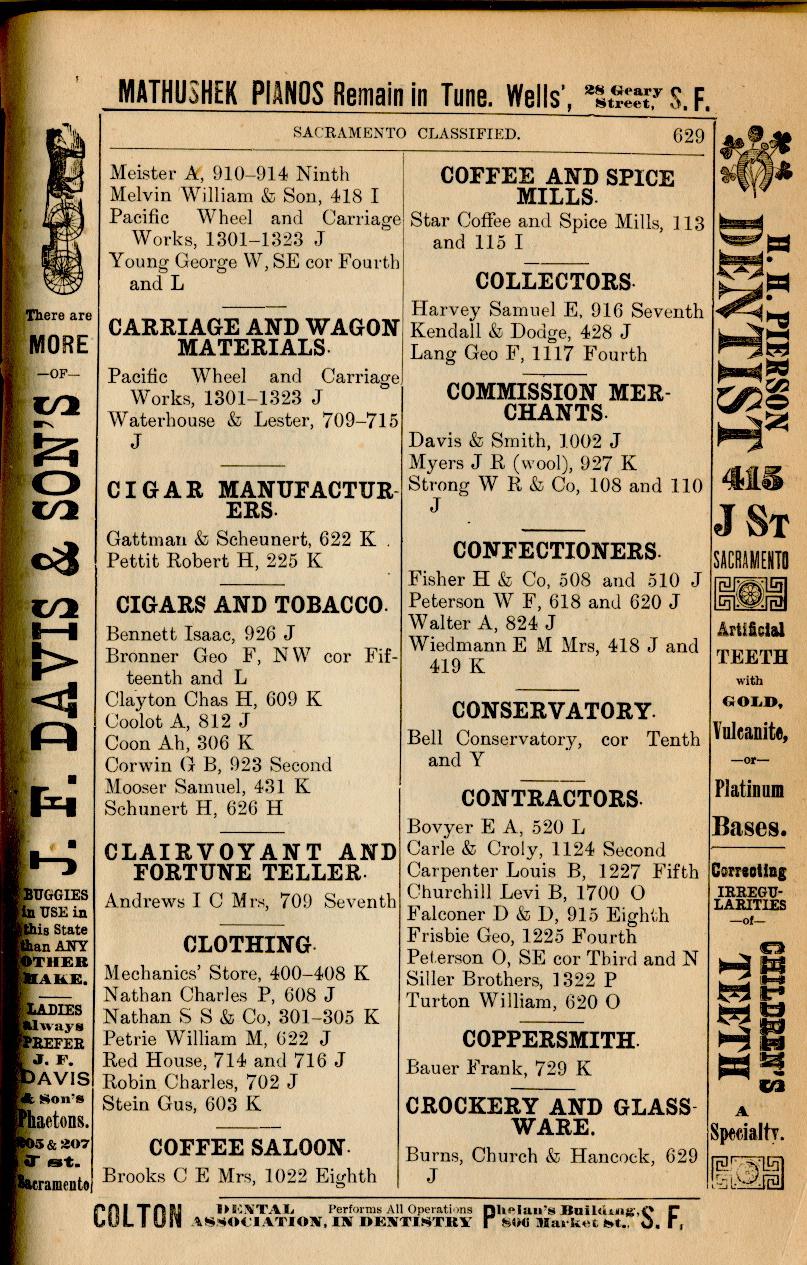 MATHUSHEK PIANOS Remain in Tune. Wells', 28 Geary Street, S. F.
SACRAMENTO CLASSIFIED. 629
There are
MORE
—OF—
J. F. DAVIS & SON'S
BUGGIES
in USE in
this State
than ANY
OTHER
MAKE.
LADIES
always
PREFER
J. F.
DAVIS
& Son's
Phaetons.
205 & 207
J st.
Sacramento
Meister A, 910–914 Ninth
Melvin William & Son, 418 I
Pacific Wheel and Carriage
Works, 1301–1323 J
Young George W, SE cor Fourth
and L
CARRIAGE AND WAGON
MATERIALS.
Pacific Wheel and Carriage
Works, 1301–1323 J
Waterhouse & Lester, 709–715
J
CIGAR MANUFACTUR-
ERS.
Gattman & Scheunert, 622 K
Pettit Robert H, 225 K
CIGARS AND TOBACCO.
Bennett Isaac, 926 J
Bronner Geo F, NW cor Fif-
teenth and L
Clayton Chas H, 609 K
Coolot A, 812 J
Coon Ah, 306 K
Corwin G B, 923 Second
Mooser Samuel, 431 K
Schunert H, 626 H
CLAIRVOYANT AND
FORTUNE TELLER.
Andrews I C Mrs, 709 Seventh
CLOTHING.
Mechanics' Store, 400–408 K
Nathan Charles P, 608 J
Nathan S S & Co, 301–305 K
Petrie William M, 622 J
Red House, 714 and 716 J
Robin Charles, 702 J
Stein Gus, 603 K
COFFEE SALOON.
Brooks C E Mrs, 1022 Eighth
COFFEE AND SPICE
MILLS.
Star Coffee and Spice Mills, 113
and 115 I
COLLECTORS.
Harvey Samuel E, 916 Seventh
Kendall & Dodge, 428 J
Lang Geo F, 1117 Fourth
COMMISSION MER-
CHANTS.
Davis & Smith, 1002 J
Myers J R (wool), 927 K
Strong W R & Co, 108 and 110
J
CONFECTIONERS.
Fisher H & Co, 508 and 510 J
Peterson W F, 618 and 620 J
Walter A, 824 J
Wiedmann E M Mrs, 418 J and
419 K
CONSERVATORY.
Bell Conservatory, cor Tenth
and Y
CONTRACTORS.
Bovyer E A, 520 L
Carle & Croly, 1124 Second
Carpenter Louis B, 1227 Fifth
Churchill Levi B, 1700 O
Falconer D & D, 915 Eighth
Frisbie Geo, 1225 Fourth
Peterson O, SE cor Third and N
Siller Brothers, 1322 P
Turton William, 620 O
COPPERSMITH.
Bauer Frank, 729 K
CROCKERY AND GLASS-
WARE.
Burns, Church & Hancock, 629
J
H. H. PIERSON
DENTIST
415
J ST
SACRAMENTO
Artificial
TEETH
with
GOLD,
Vulcanite,
—or—
Platinum
Bases.
Correcting
IRREGU-
LARITIES
—of—
CHILDREN'S
TEETH
A
Specialty.
COLTON DENTAL ASSOCIATION, Performs All Operations IN DENTISTRY Phelan's Building, 806 Market st., S. F,